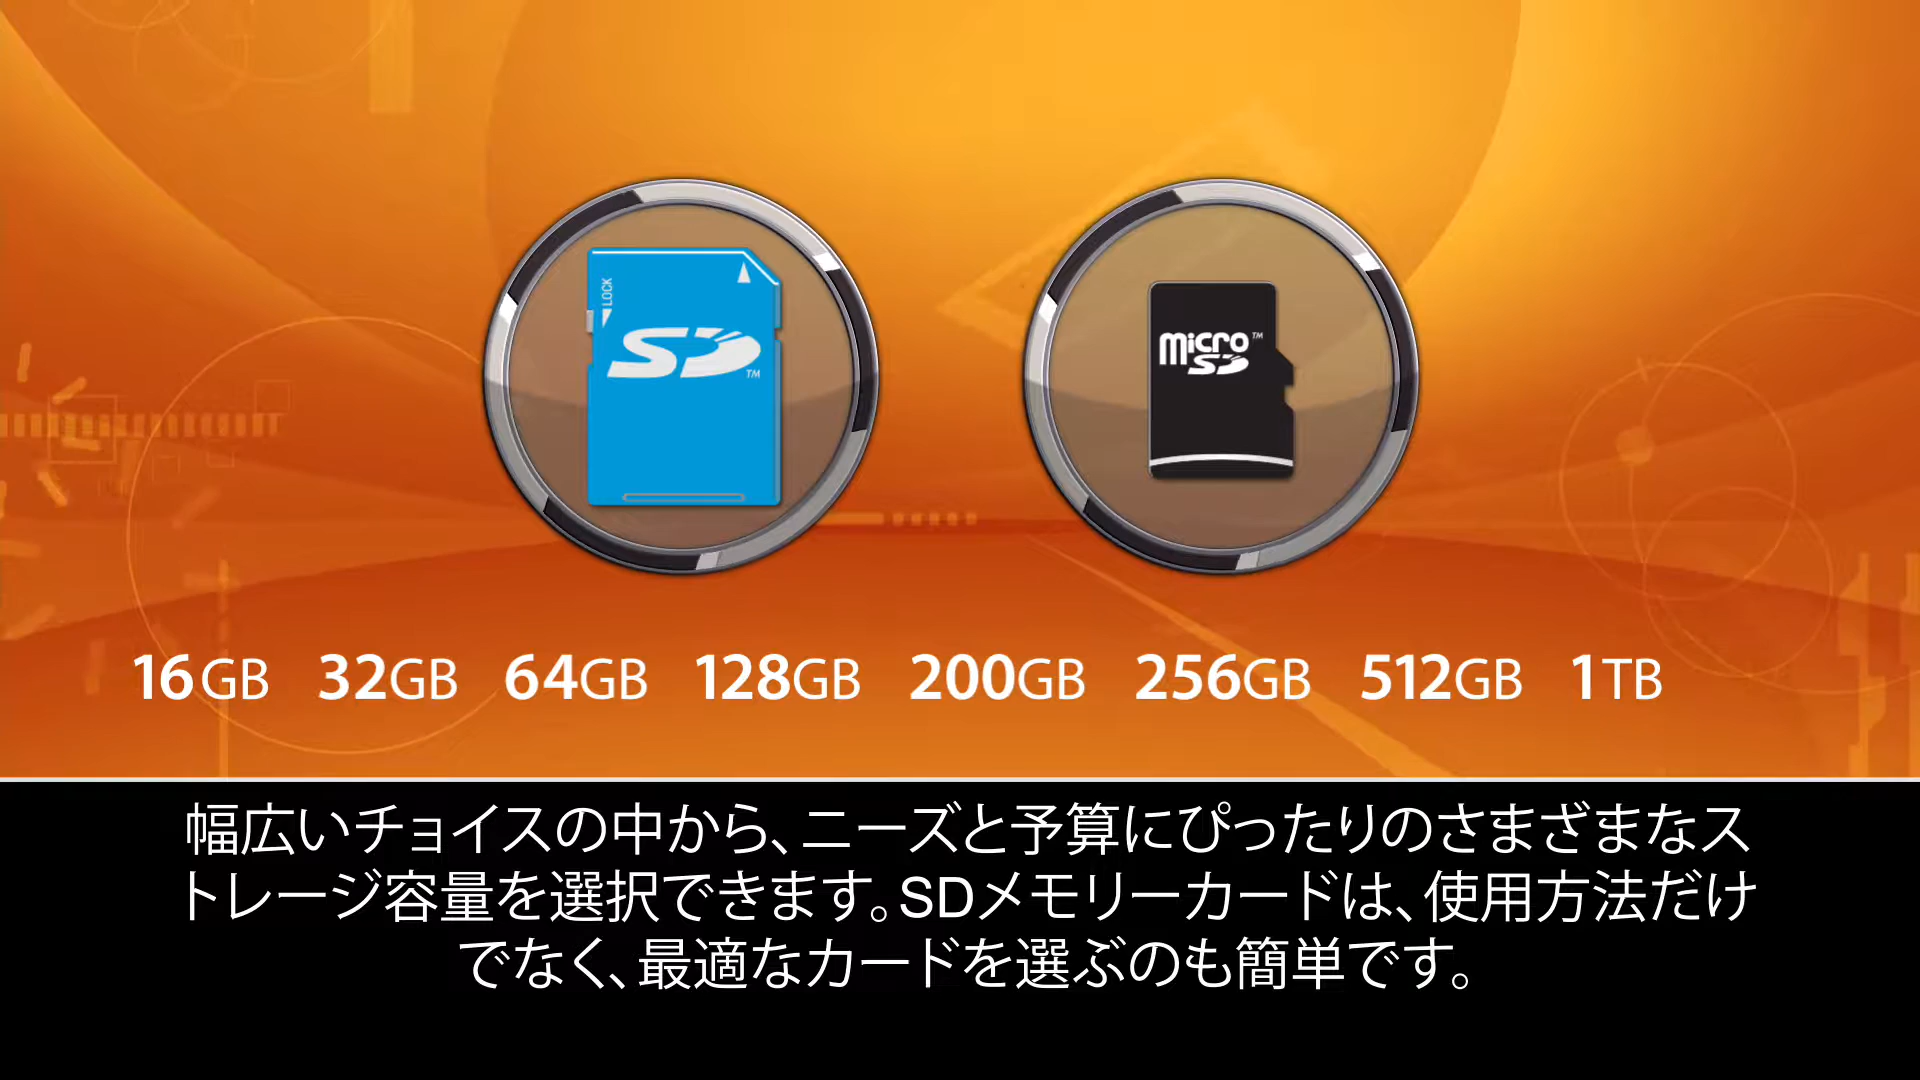 LOCK
SD™
micro™
SD
16GB 32GB 64GB 128GB 200GB 256GB 512GB 1TB
幅広いチョイスの中から、ニーズと予算にぴったりのさまざまなス
トレージ容量を選択できます。SDメモリーカードは、使用方法だけ
でなく、最適なカードを選ぶのも簡単です。